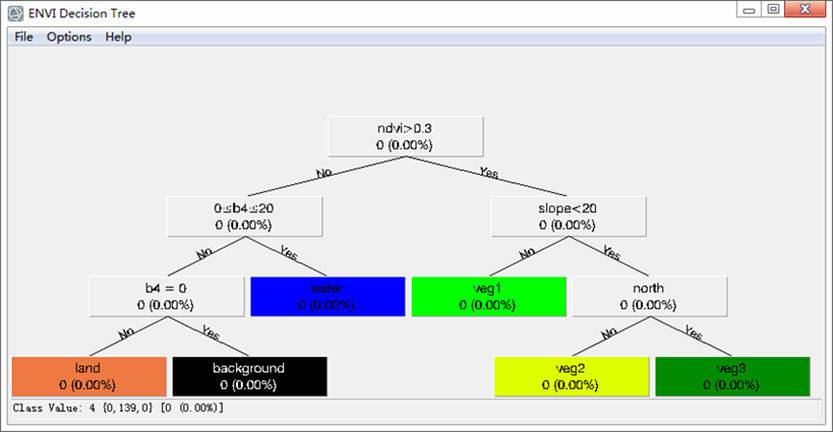 ENVI Decision Tree
File Options Help
ndvi>0.3
0 (0.00%)
No Yes
0≤b4≤20
0 (0.00%)
slope<20
0 (0.00%)
No Yes No Yes
b4 = 0
0 (0.00%)
water
0 (0.00%)
veg1
0 (0.00%)
north
0 (0.00%)
No Yes No Yes
land
0 (0.00%)
background
0 (0.00%)
veg2
0 (0.00%)
veg3
0 (0.00%)
Class Value: 4 {0,139,0} [0 (0.00%)]